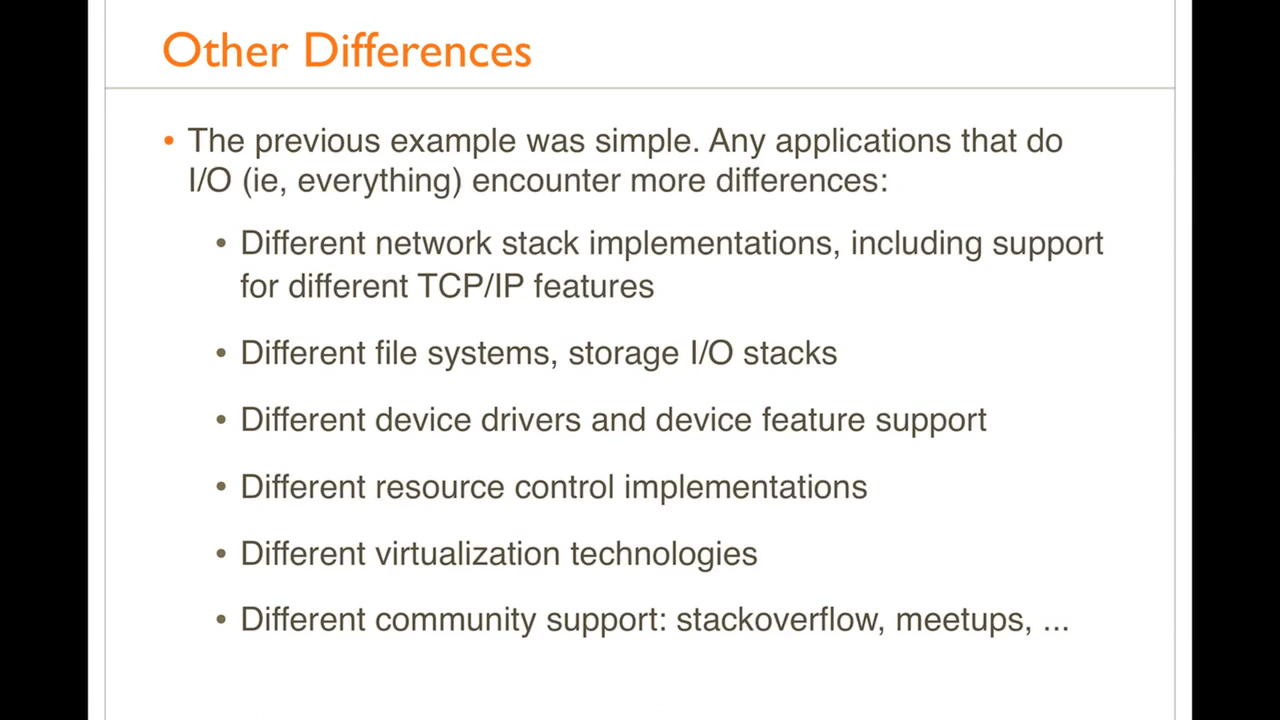 Other Differences
• The previous example was simple. Any applications that do
I/O (ie, everything) encounter more differences:
• Different network stack implementations, including support
for different TCP/IP features
• Different file systems, storage I/O stacks
• Different device drivers and device feature support
• Different resource control implementations
• Different virtualization technologies
• Different community support: stackoverflow, meetups, ...